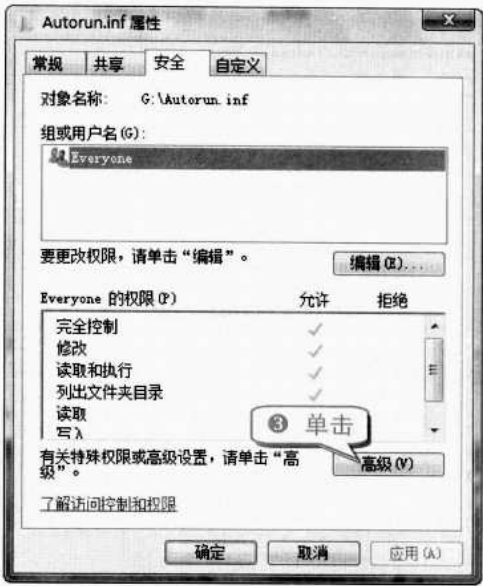 Autorun.inf 属性
常规 共享 安全 自定义
对象名称: G:\Autorun.inf
组或用户名(G):
Everyone
要更改权限，请单击“编辑”。
编辑(E)...
Everyone 的权限(P) 允许 拒绝
完全控制
修改
读取和执行
列出文件夹目录
读取
写入
❸ 单击
有关特殊权限或高级设置，请单击“高
级”。
高级(V)
了解访问控制和权限
确定 取消 应用(A)